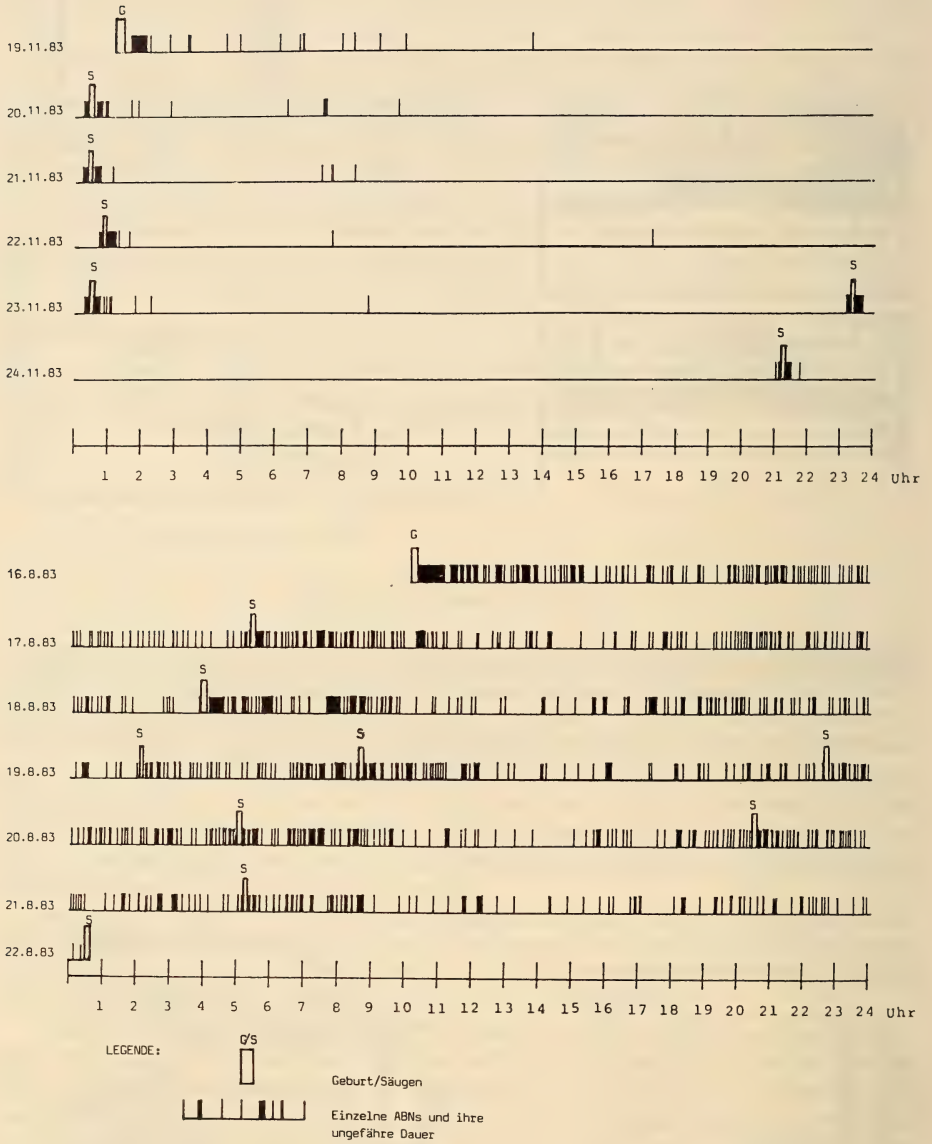 G
19.11.83
S
20.11.83
S
21.11.83
S
22.11.83
S S
23.11.83
S
24.11.83
1 2 3 4 5 6 7 8 9 10 11 12 13 14 15 16 17 18 19 20 21 22 23 24 Uhr
G
16.8.83
S
17.8.83
S
18.8.83
S S S
19.8.83
S S
20.8.83
S
21.8.83
S
22.8.83
1 2 3 4 5 6 7 8 9 10 11 12 13 14 15 16 17 18 19 20 21 22 23 24 Uhr
G/S
LEGENDE:
Geburt/Säugen
Einzelne ABNs und ihre
ungefähre Dauer